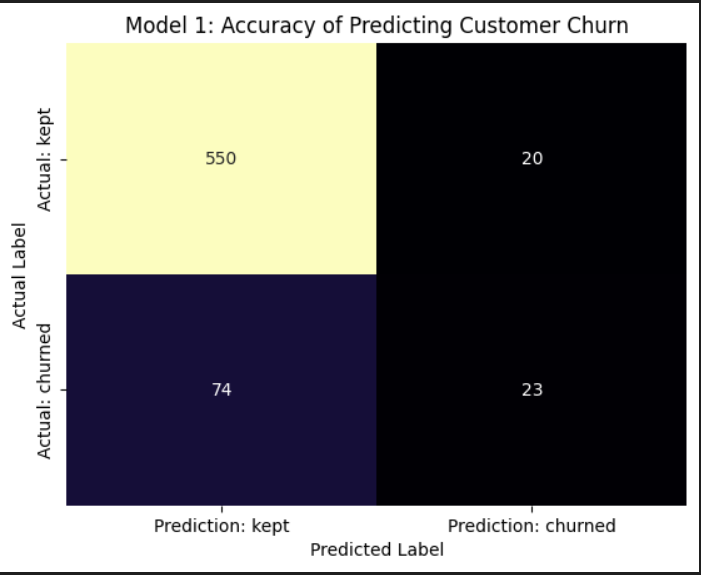 Model 1: Accuracy of Predicting Customer Churn
Actual Label
Actual: kept
550
20
Actual: churned
74
23
Prediction: kept
Prediction: churned
Predicted Label